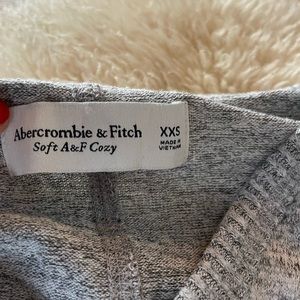 Abercrombie & Fitch
Soft A&F Cozy
XXS
MADE IN
VIETNAM